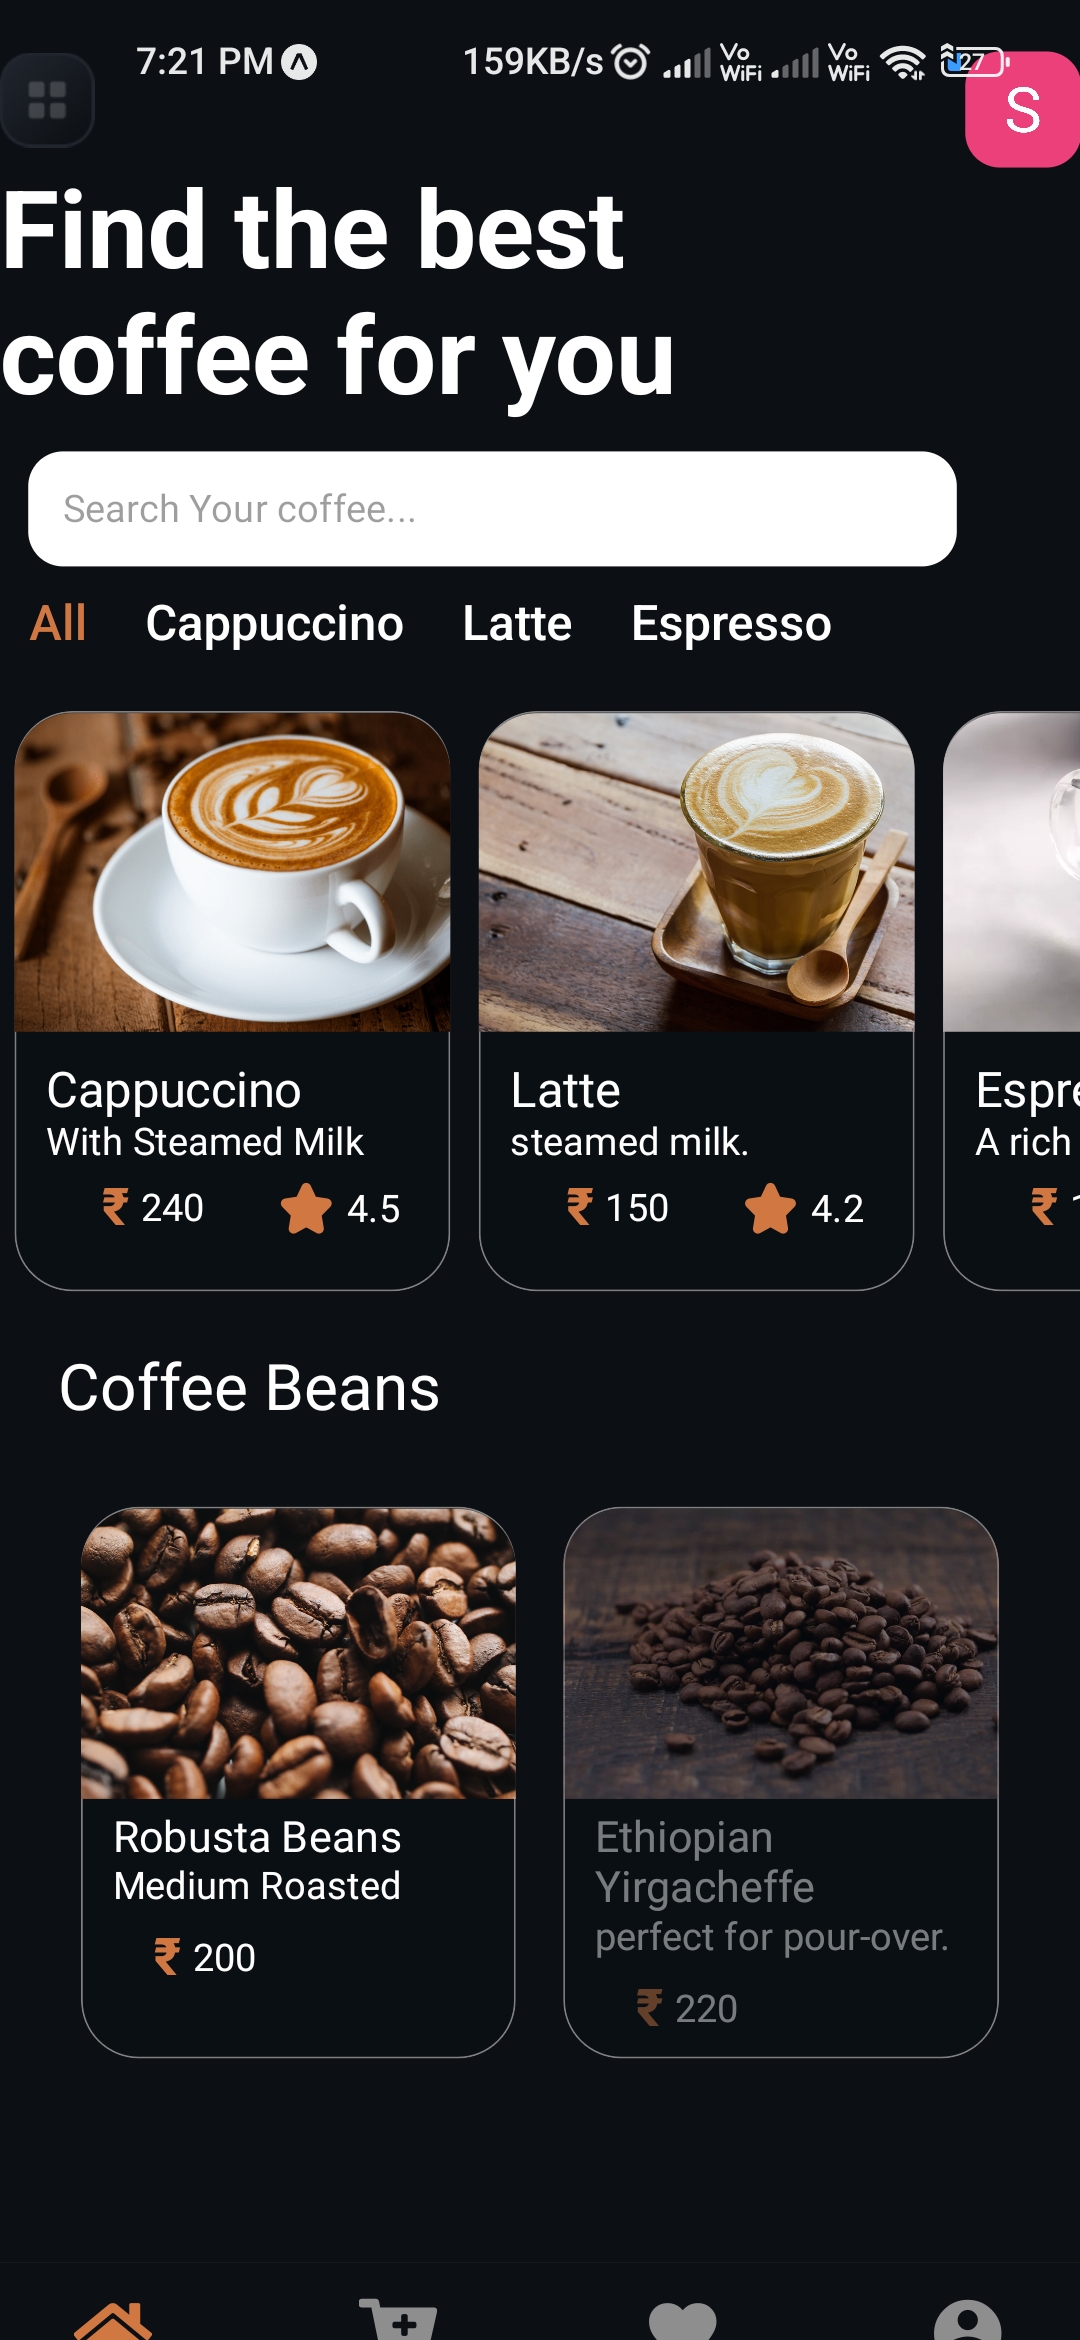 7:21 PM 159KB/s Vo WiFi Vo WiFi 27
S
Find the best
coffee for you
Search Your coffee...
All Cappuccino Latte Espresso
Cappuccino
With Steamed Milk
₹ 240 4.5
Latte
steamed milk.
₹ 150 4.2
Espre
A rich
₹ 1
Coffee Beans
Robusta Beans
Medium Roasted
₹ 200
Ethiopian
Yirgacheffe
perfect for pour-over.
₹ 220